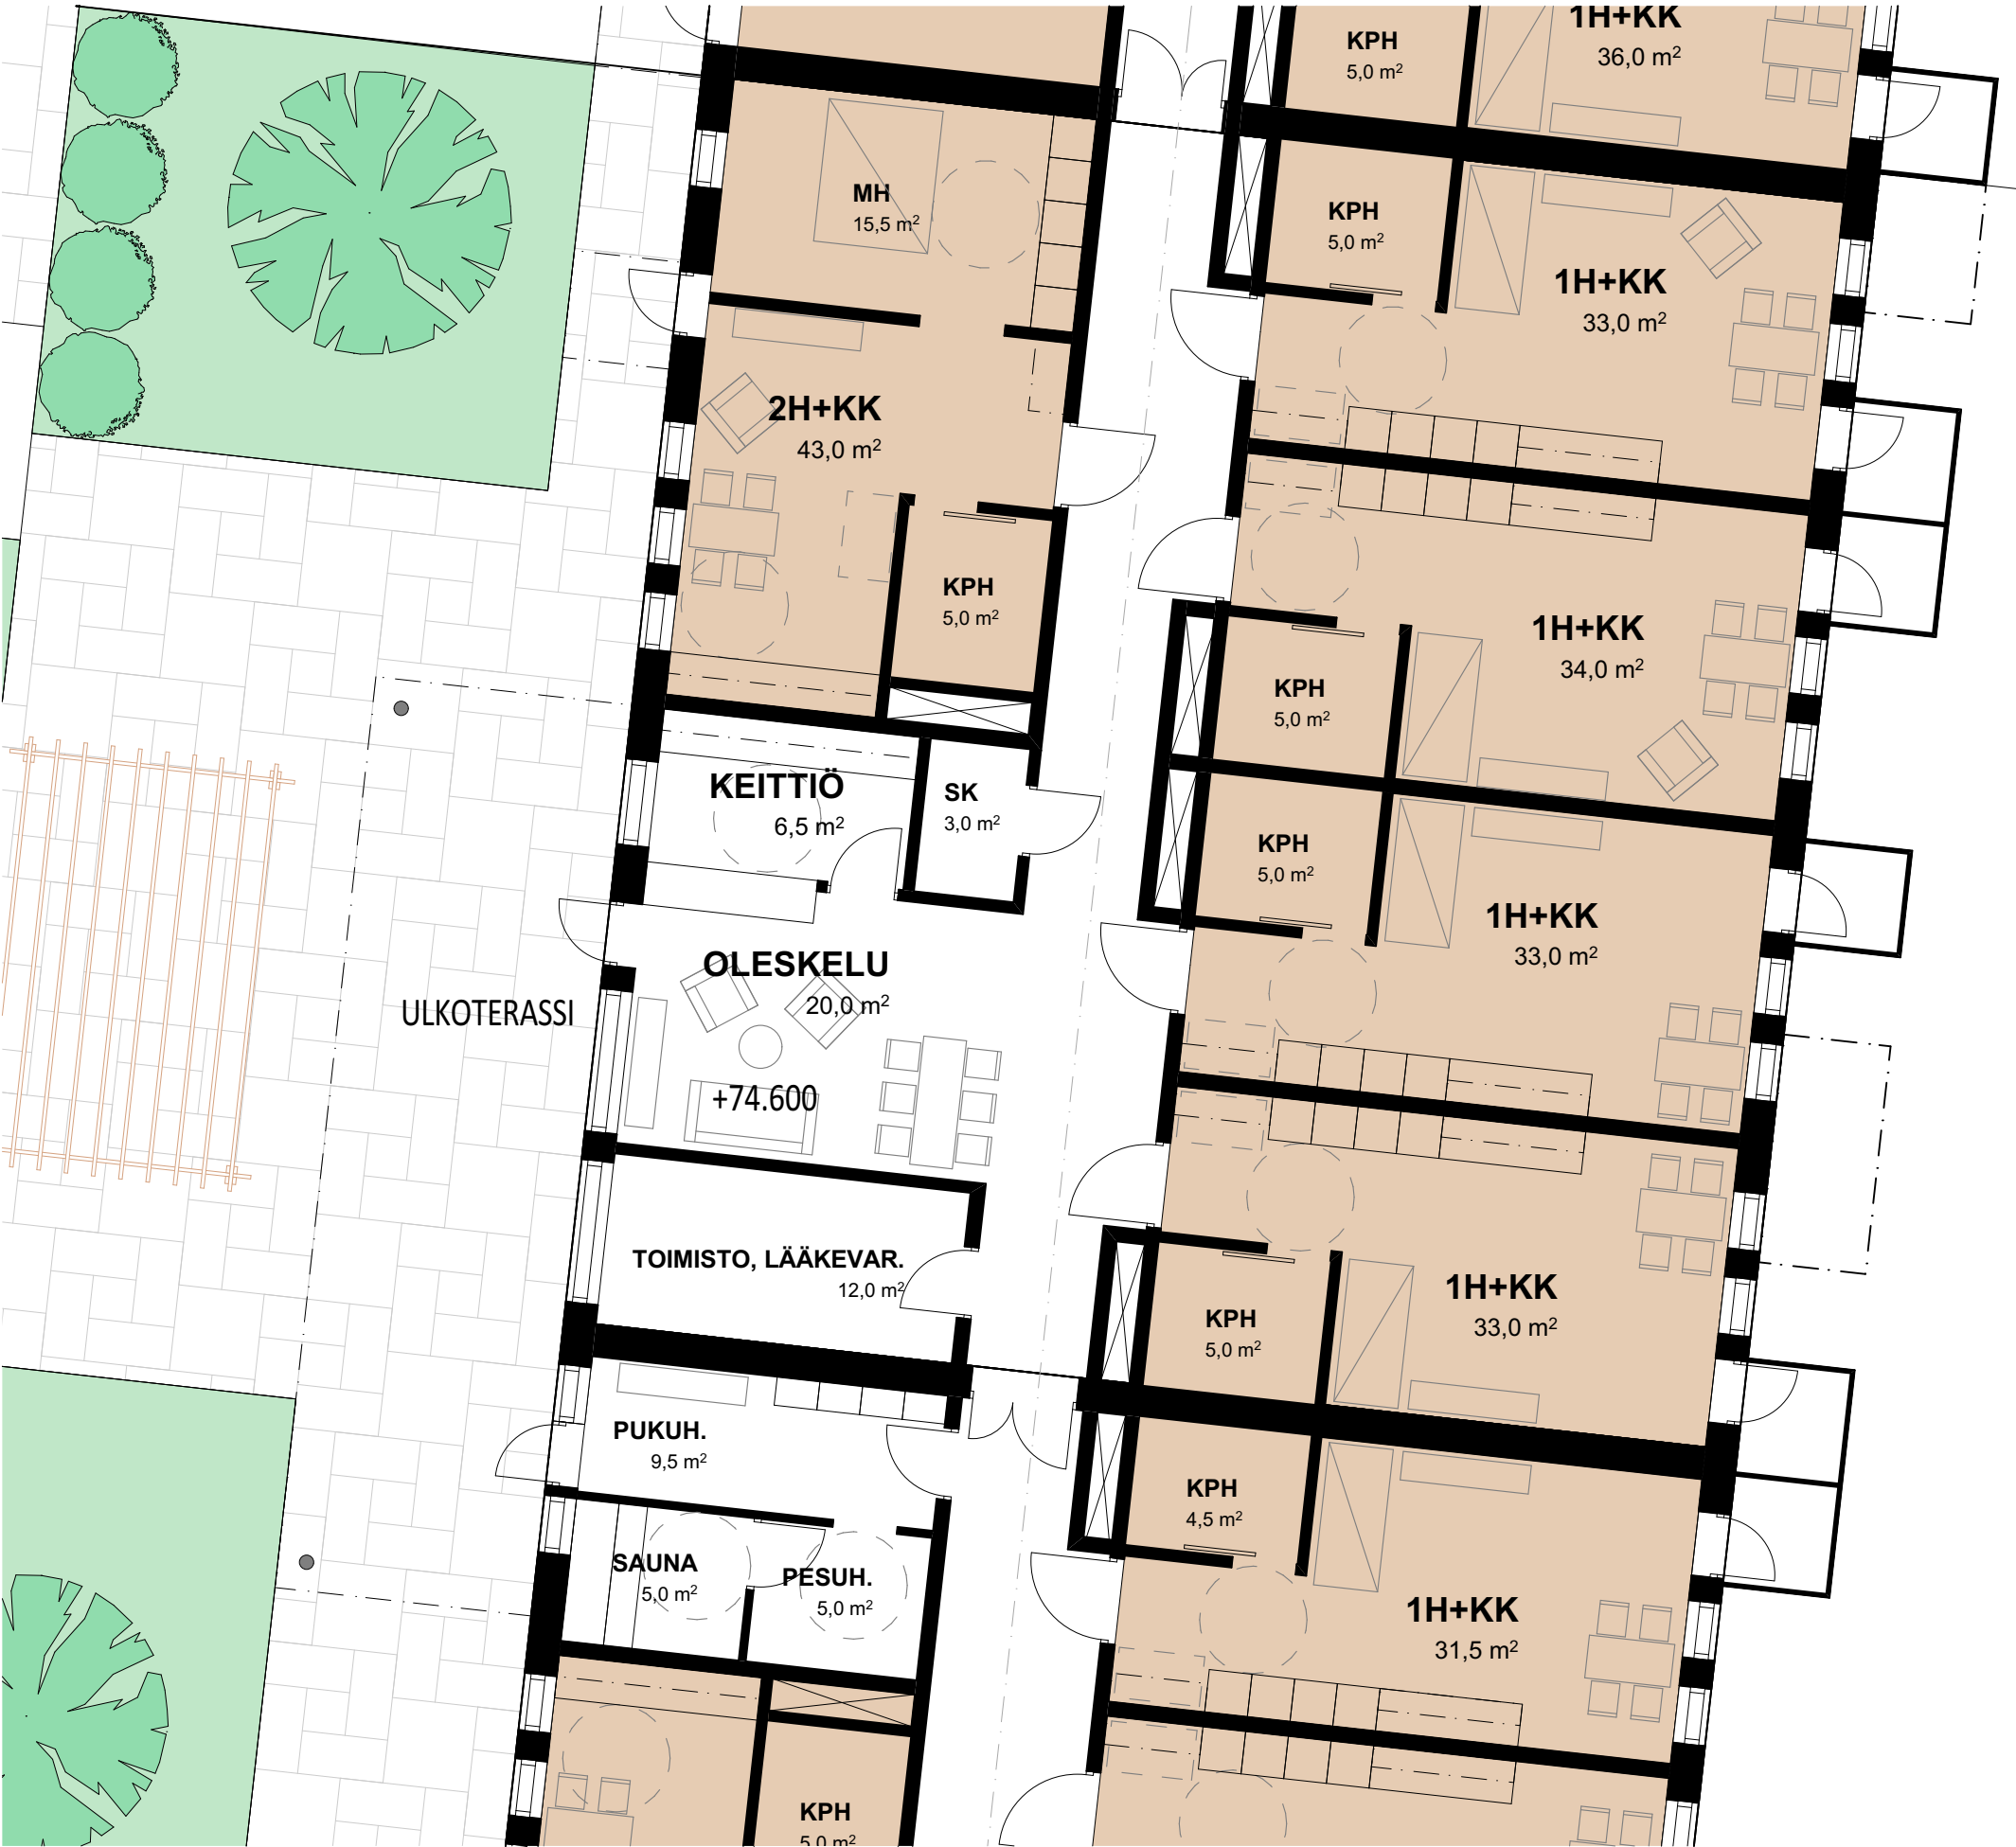 1H+KK
36,0 m²
KPH
5,0 m²
MH
15,5 m²
KPH
5,0 m²
1H+KK
33,0 m²
2H+KK
43,0 m²
KPH
5,0 m²
1H+KK
34,0 m²
KPH
5,0 m²
KEITTIÖ
6,5 m²
SK
3,0 m²
KPH
5,0 m²
1H+KK
33,0 m²
OLESKELU
20,0 m²
ULKOTERASSI
+74.600
TOIMISTO, LÄÄKEVAR.
12,0 m²
1H+KK
33,0 m²
KPH
5,0 m²
PUKUH.
9,5 m²
KPH
4,5 m²
SAUNA
5,0 m²
PESUH.
5,0 m²
1H+KK
31,5 m²
KPH
5,0 m²